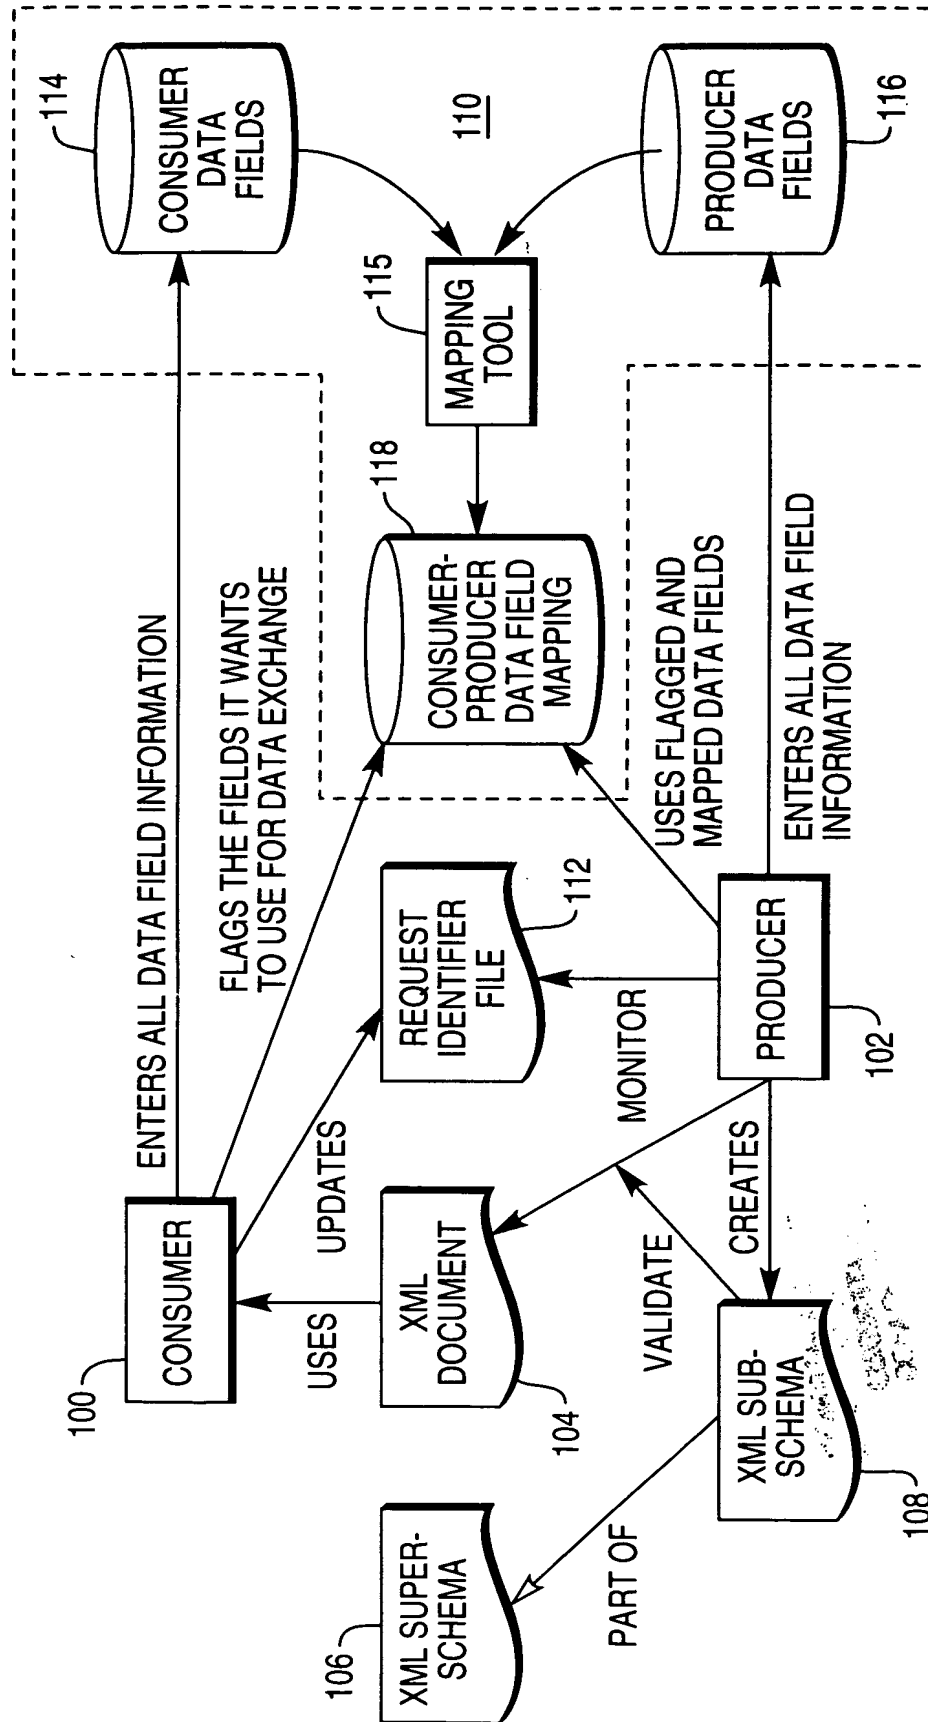 100
CONSUMER
ENTERS ALL DATA FIELD INFORMATION
114
CONSUMER
DATA
FIELDS
FLAGS THE FIELDS IT WANTS
TO USE FOR DATA EXCHANGE
USES
UPDATES
106
XML SUPER-
SCHEMA
XML
DOCUMENT
104
REQUEST
IDENTIFIER
FILE
112
118
CONSUMER-
PRODUCER
DATA FIELD
MAPPING
115
MAPPING
TOOL
110
PART OF
VALIDATE
MONITOR
CREATES
USES FLAGGED AND
MAPPED DATA FIELDS
XML SUB-
SCHEMA
108
PRODUCER
102
ENTERS ALL DATA FIELD
INFORMATION
PRODUCER
DATA
FIELDS
116